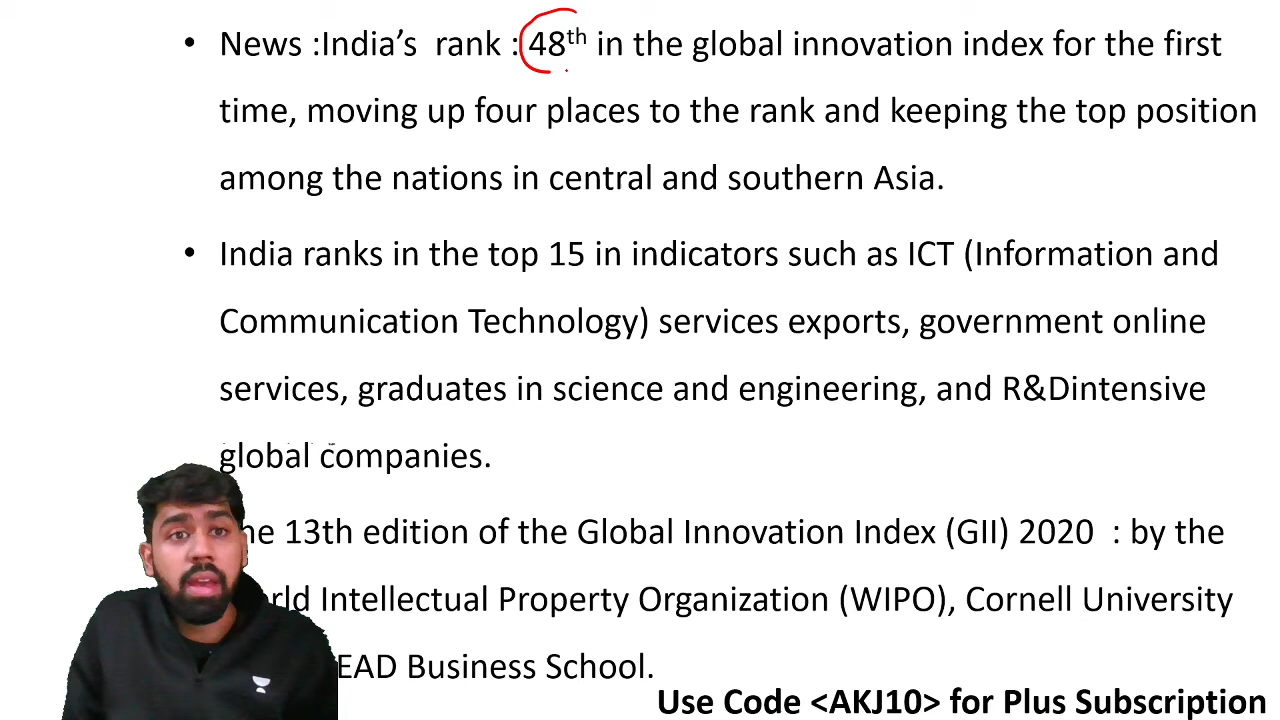 • News :India’s rank : 48th in the global innovation index for the first
time, moving up four places to the rank and keeping the top position
among the nations in central and southern Asia.
• India ranks in the top 15 in indicators such as ICT (Information and
Communication Technology) services exports, government online
services, graduates in science and engineering, and R&Dintensive
global companies.
13th edition of the Global Innovation Index (GII) 2020 : by the
Intellectual Property Organization (WIPO), Cornell University
Business School.
Use Code <AKJ10> for Plus Subscription